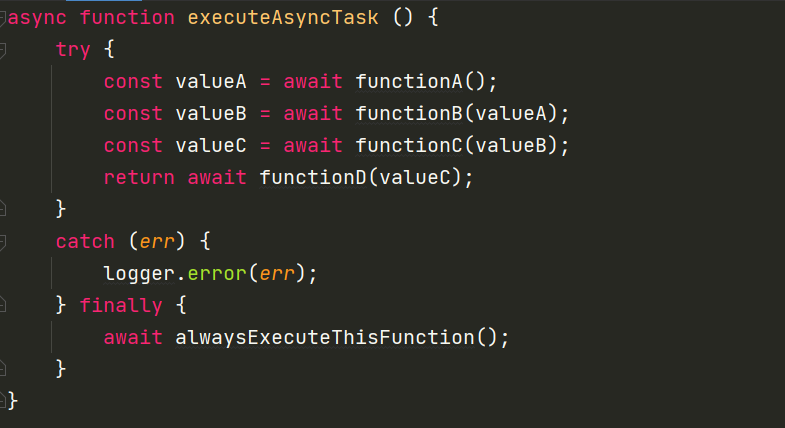 async function executeAsyncTask () {
    try {
        const valueA = await functionA();
        const valueB = await functionB(valueA);
        const valueC = await functionC(valueB);
        return await functionD(valueC);
    }
    catch (err) {
        logger.error(err);
    } finally {
        await alwaysExecuteThisFunction();
    }
}